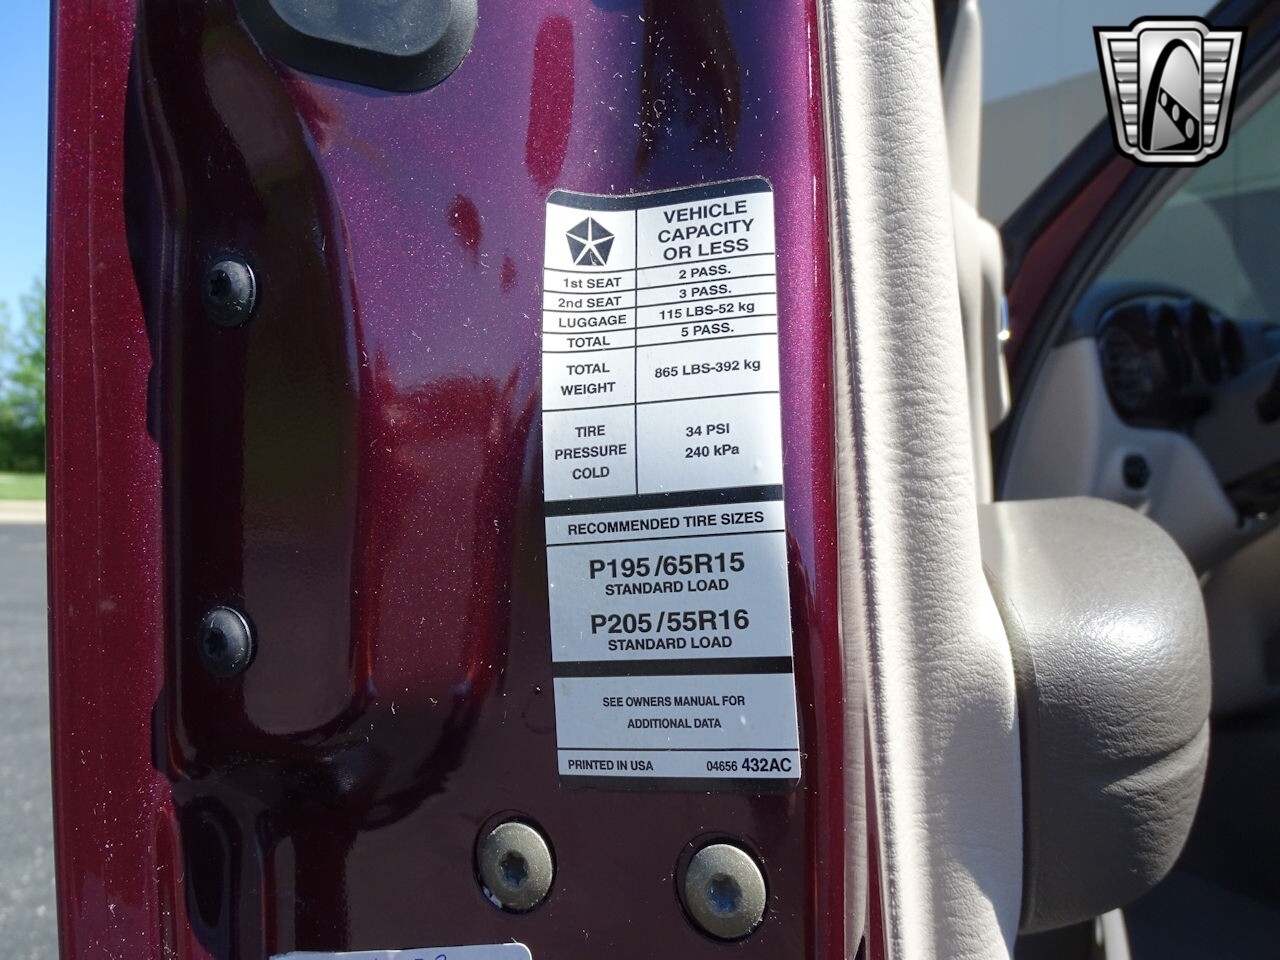 VEHICLE
CAPACITY
OR LESS
1st SEAT 2 PASS.
2nd SEAT 3 PASS.
LUGGAGE 115 LBS-52 kg
TOTAL 5 PASS.
TOTAL
WEIGHT
865 LBS-392 kg
TIRE
PRESSURE
COLD
34 PSI
240 kPa
RECOMMENDED TIRE SIZES
P195/65R15
STANDARD LOAD
P205/55R16
STANDARD LOAD
SEE OWNERS MANUAL FOR
ADDITIONAL DATA
PRINTED IN USA 04656 432AC